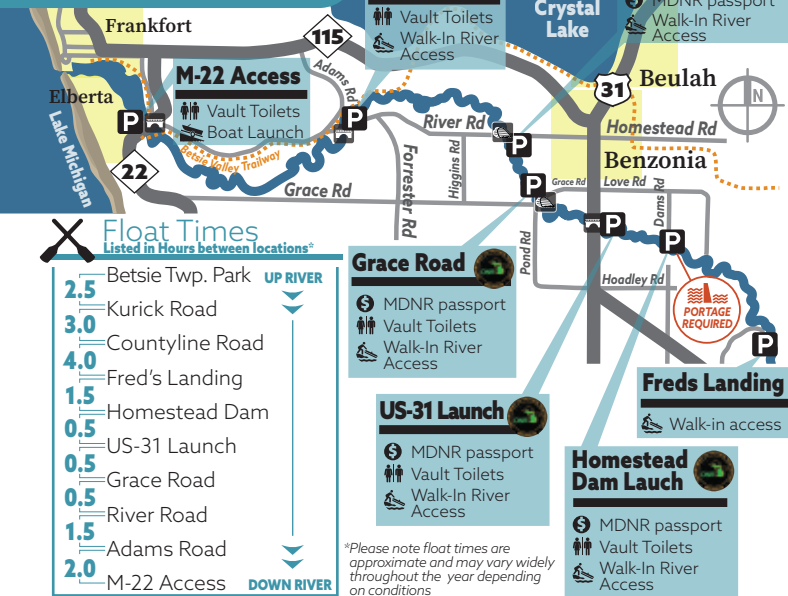 Frankfort
115
Vault Toilets
Walk-In River
Access
Crystal
Lake
MDNR passport
Walk-In River
Access
Adams Rd
M-22 Access
Vault Toilets
Boat Launch
Elberta
P
P
31
Beulah
N
Lake Michigan
River Rd
Homestead Rd
P
Betsie Valley Trailway
22
Higgins Rd
Forrester Rd
Benzonia
Grace Rd
P
Grace Rd
Love Rd
Dams Rd
P
P
Pond Rd
Float Times
Listed in Hours between locations*
Betsie Twp. Park
UP RIVER
2.5
Kurick Road
3.0
Countyline Road
4.0
Fred's Landing
1.5
Homestead Dam
0.5
US-31 Launch
0.5
Grace Road
0.5
River Road
1.5
Adams Road
2.0
M-22 Access
DOWN RIVER
Grace Road
MDNR passport
Vault Toilets
Walk-In River
Access
Hoadley Rd
PORTAGE
REQUIRED
P
Freds Landing
Walk-in access
US-31 Launch
MDNR passport
Vault Toilets
Walk-In River
Access
Homestead
Dam Lauch
MDNR passport
Vault Toilets
Walk-In River
Access
*Please note float times are
approximate and may vary widely
throughout the year depending
on conditions